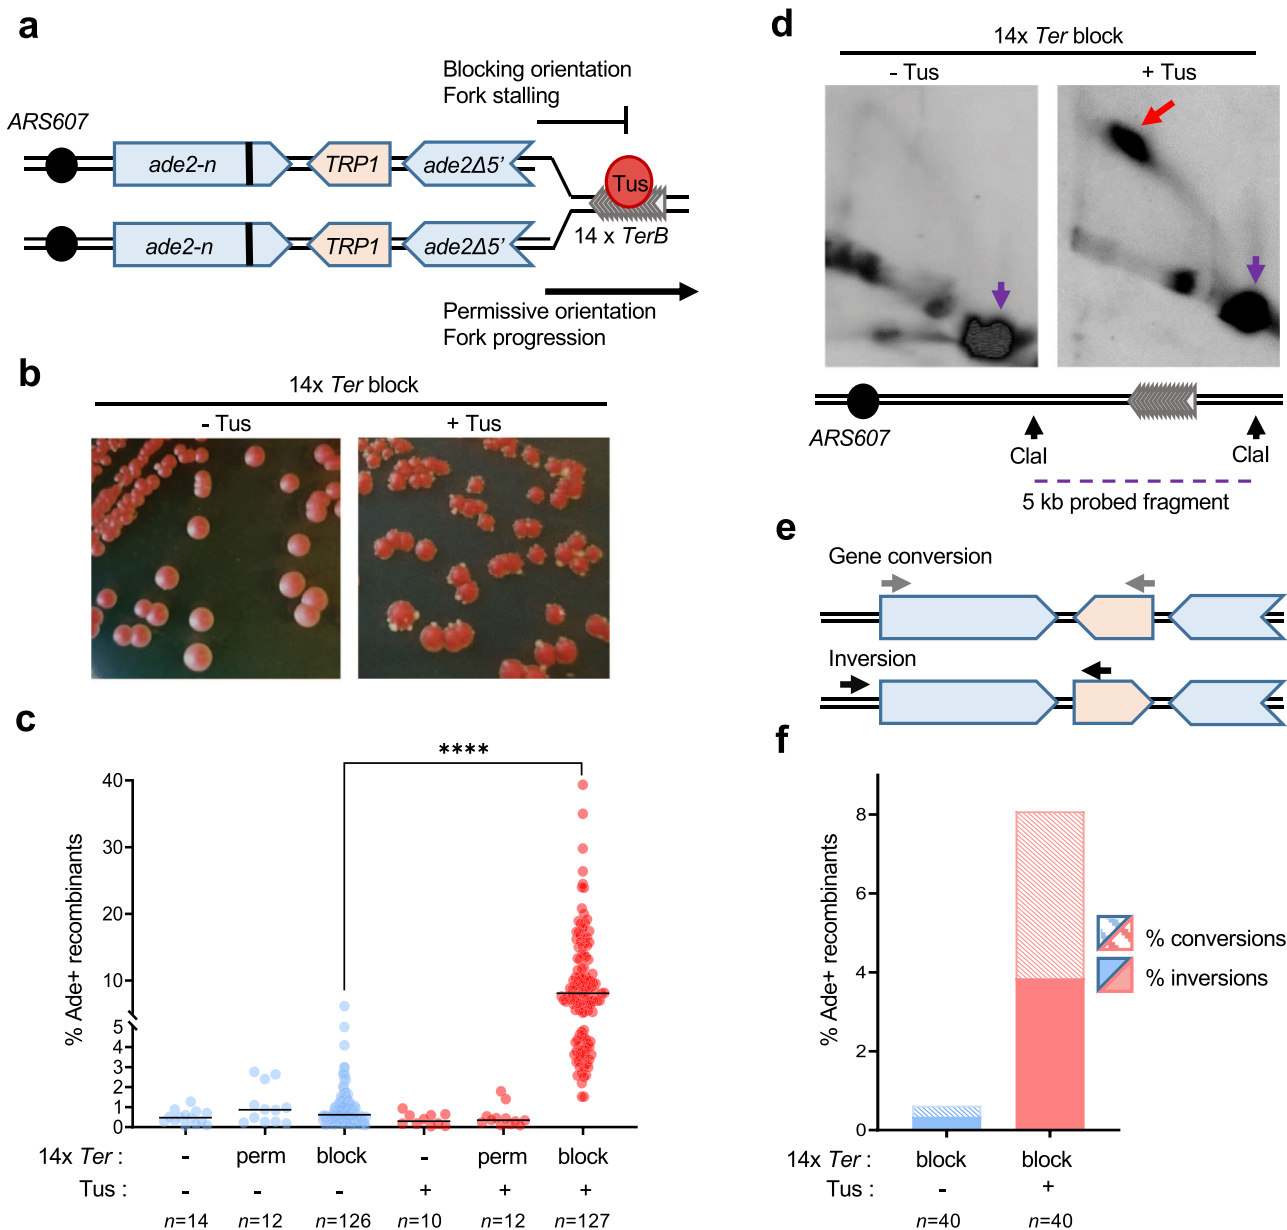 a
Blocking orientation
Fork stalling
ARS607
ade2-n
TRP1
ade2Δ5'
Tus
14 x TerB
ade2-n
TRP1
ade2Δ5'
Permissive orientation
Fork progression
b
14x Ter block
- Tus
+ Tus
c
****
% Ade+ recombinants
40
30
20
10
5
4
3
2
1
0
14x Ter : - perm block - perm block
Tus : - - - + + +
n=14 n=12 n=126 n=10 n=12 n=127
d
14x Ter block
- Tus
+ Tus
ARS607
ClaI
ClaI
5 kb probed fragment
e
Gene conversion
Inversion
f
% Ade+ recombinants
8
6
4
2
0
% conversions
% inversions
14x Ter : block block
Tus : - +
n=40 n=40